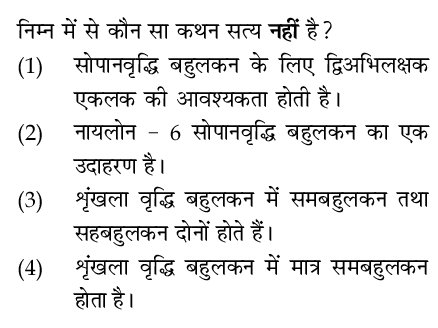 निम्न में से कौन सा कथन सत्य नहीं है ?
(1) सोपानवृद्धि बहुलकन के लिए द्विअभिलक्षक
एकलक की आवश्यकता होती है।
(2) नायलोन – 6 सोपानवृद्धि बहुलकन का एक
उदाहरण है।
(3) शृंखला वृद्धि बहुलकन में समबहुलकन तथा
सहबहुलकन दोनों होते हैं।
(4) शृंखला वृद्धि बहुलकन में मात्र समबहुलकन
होता है।